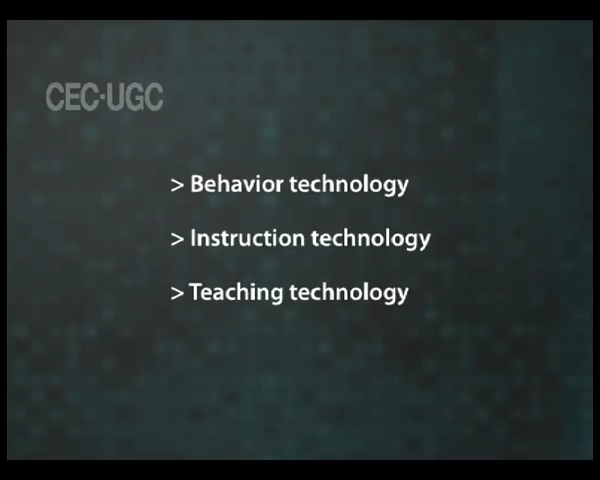 CEC-UGC
> Behavior technology
> Instruction technology
> Teaching technology